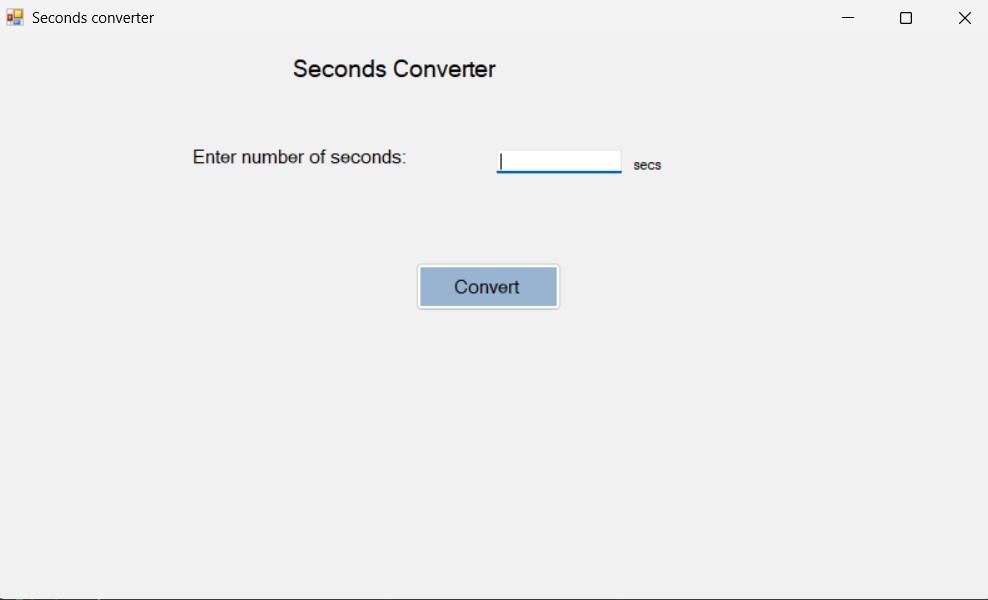 Seconds converter
Seconds Converter
Enter number of seconds: secs
Convert